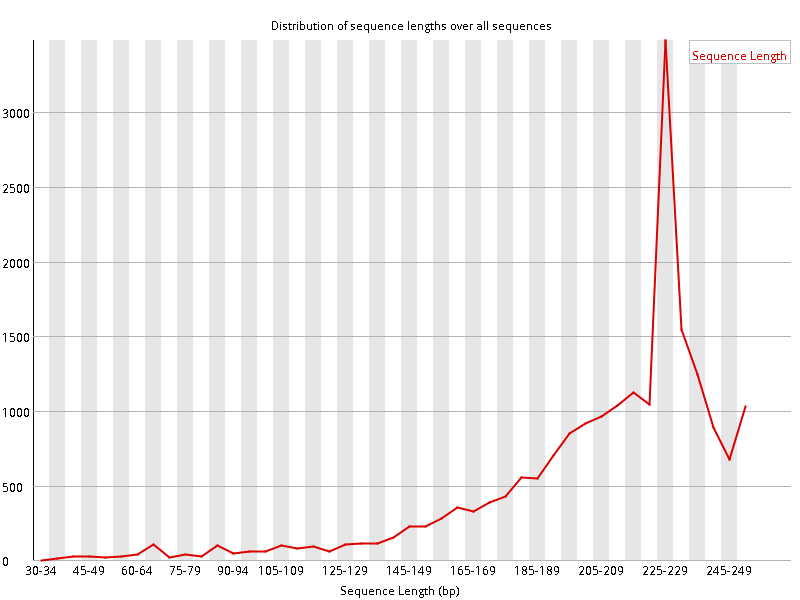 Distribution of sequence lengths over all sequences
Sequence Length
3000
2500
2000
1500
1000
500
0
30-34 45-49 60-64 75-79 90-94 105-109 125-129 145-149 165-169 185-189 205-209 225-229 245-249
Sequence Length (bp)